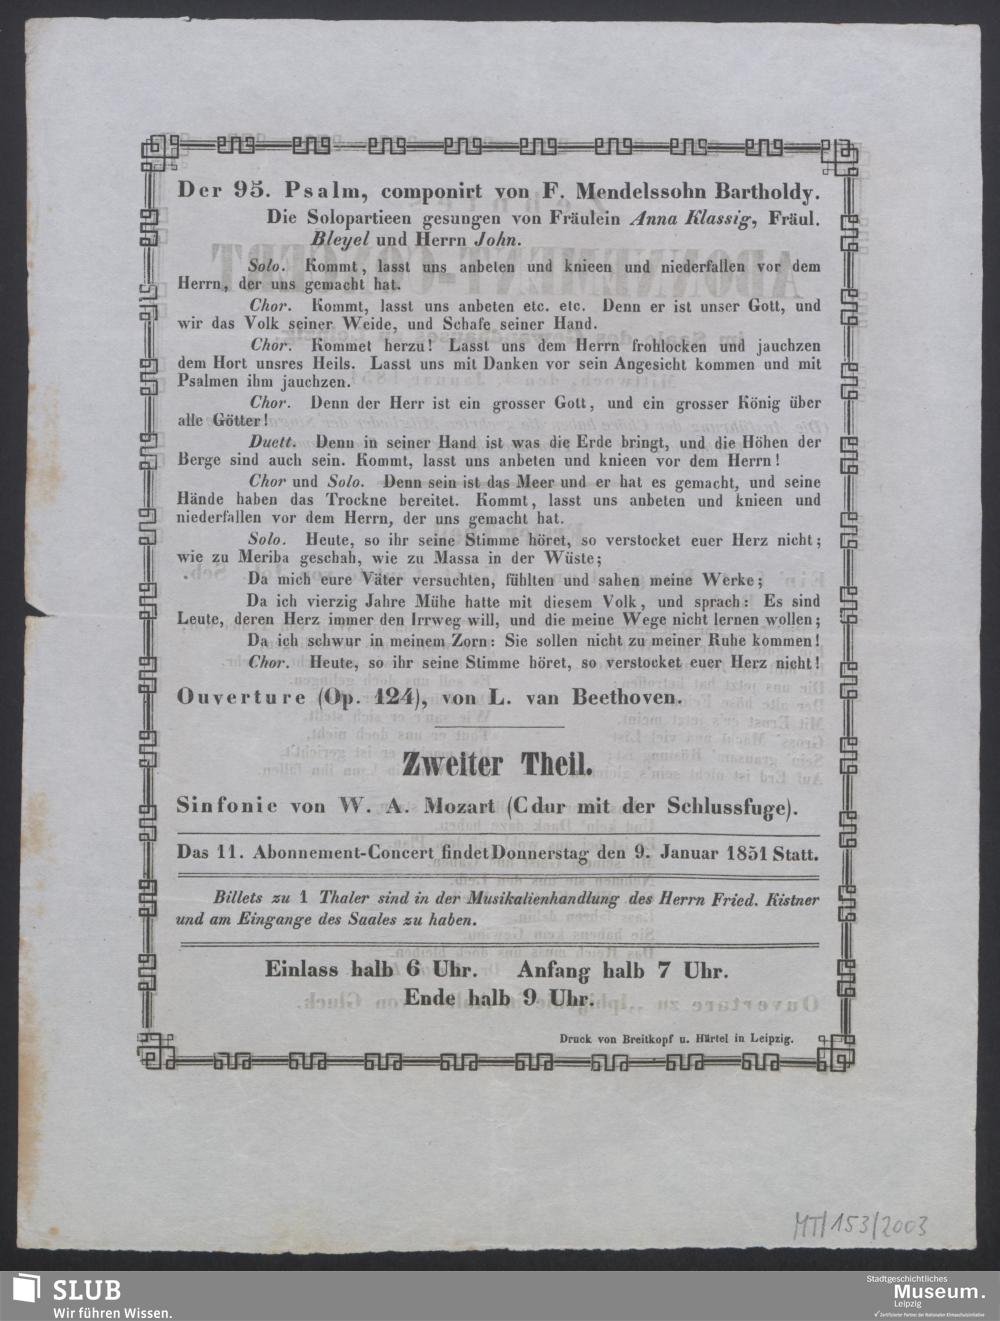 Der 95. Psalm, componirt von F. Mendelssohn Bartholdy.
Die Solopartieen gesungen von Fräulein Anna Klassig, Fräul.
Bleyel und Herrn John.
Solo. Kommt, lasst uns anbeten und knieen und niederfallen vor dem
Herrn, der uns gemacht hat.
Chor. Kommt, lasst uns anbeten etc. etc. Denn er ist unser Gott, und
wir das Volk seiner Weide, und Schafe seiner Hand.
Chor. Kommet herzu! Lasst uns dem Herrn frohlocken und jauchzen
dem Hort unsres Heils. Lasst uns mit Danken vor sein Angesicht kommen und mit
Psalmen ihm jauchzen.
Chor. Denn der Herr ist ein grosser Gott, und ein grosser König über
alle Götter!
Duett. Denn in seiner Hand ist was die Erde bringt, und die Höhen der
Berge sind auch sein. Kommt, lasst uns anbeten und knieen vor dem Herrn!
Chor und Solo. Denn sein ist das Meer und er hat es gemacht, und seine
Hände haben das Trockne bereitet. Kommt, lasst uns anbeten und knieen und
niederfallen vor dem Herrn, der uns gemacht hat.
Solo. Heute, so ihr seine Stimme höret, so verstocket euer Herz nicht;
wie zu Meriba geschah, wie zu Massa in der Wüste;
Da mich eure Väter versuchten, fühlten und sahen meine Werke;
Da ich vierzig Jahre Mühe hatte mit diesem Volk, und sprach: Es sind
Leute, deren Herz immer den Irrweg will, und die meine Wege nicht lernen wollen;
Da ich schwur in meinem Zorn: Sie sollen nicht zu meiner Ruhe kommen!
Chor. Heute, so ihr seine Stimme höret, so verstocket euer Herz nicht!
Ouverture (Op. 124), von L. van Beethoven.
Zweiter Theil.
Sinfonie von W. A. Mozart (C dur mit der Schlussfuge).
Das 11. Abonnement-Concert findet Donnerstag den 9. Januar 1851 Statt.
Billets zu 1 Thaler sind in der Musikalienhandlung des Herrn Fried. Kistner
und am Eingange des Saales zu haben.
Einlass halb 6 Uhr. Anfang halb 7 Uhr.
Ende halb 9 Uhr.
Druck von Breitkopf u. Härtel in Leipzig.
MT/153/2003
SLUB
Wir führen Wissen.
Stadtgeschichtliches
Museum.
Leipzig
Zertifizierter Partner der Nationalen Klimaschutzinitiative